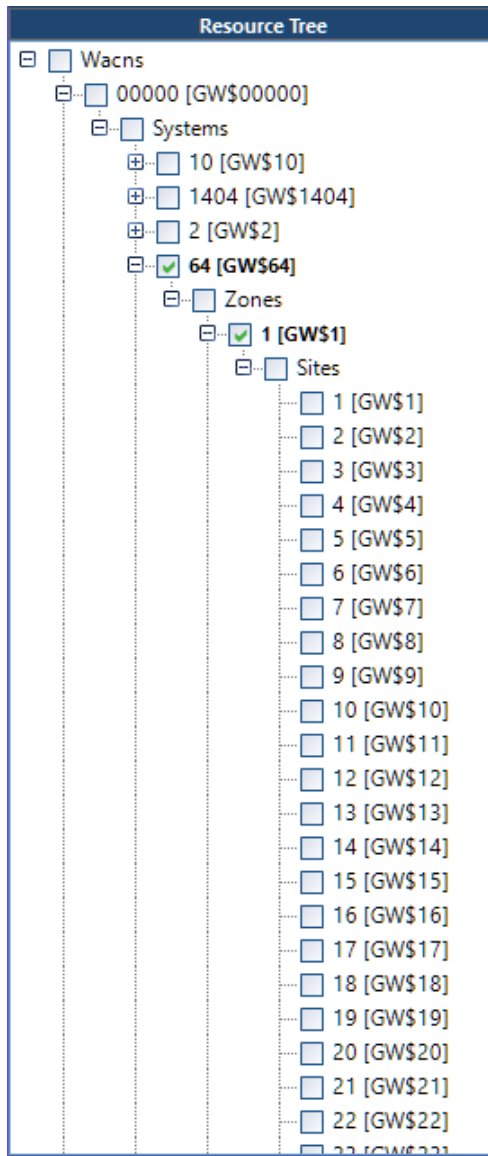 Resource Tree
Wacns
00000 [GW$00000]
Systems
10 [GW$10]
1404 [GW$1404]
2 [GW$2]
64 [GW$64]
Zones
1 [GW$1]
Sites
1 [GW$1]
2 [GW$2]
3 [GW$3]
4 [GW$4]
5 [GW$5]
6 [GW$6]
7 [GW$7]
8 [GW$8]
9 [GW$9]
10 [GW$10]
11 [GW$11]
12 [GW$12]
13 [GW$13]
14 [GW$14]
15 [GW$15]
16 [GW$16]
17 [GW$17]
18 [GW$18]
19 [GW$19]
20 [GW$20]
21 [GW$21]
22 [GW$22]